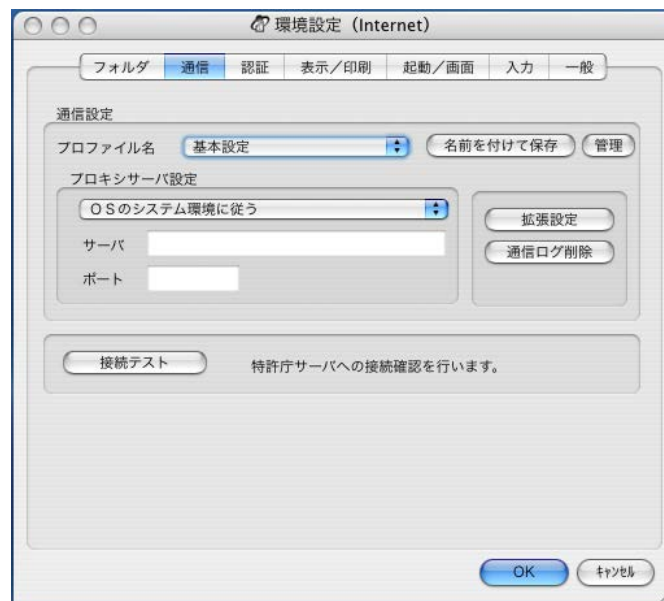 環境設定（Internet）
フォルダ 通信 認証 表示／印刷 起動／画面 入力 一般
通信設定
プロファイル名 基本設定 名前を付けて保存 管理
プロキシサーバ設定
ＯＳのシステム環境に従う
拡張設定
サーバ
通信ログ削除
ポート
接続テスト 特許庁サーバへの接続確認を行います。
OK ｷｬﾝｾﾙ